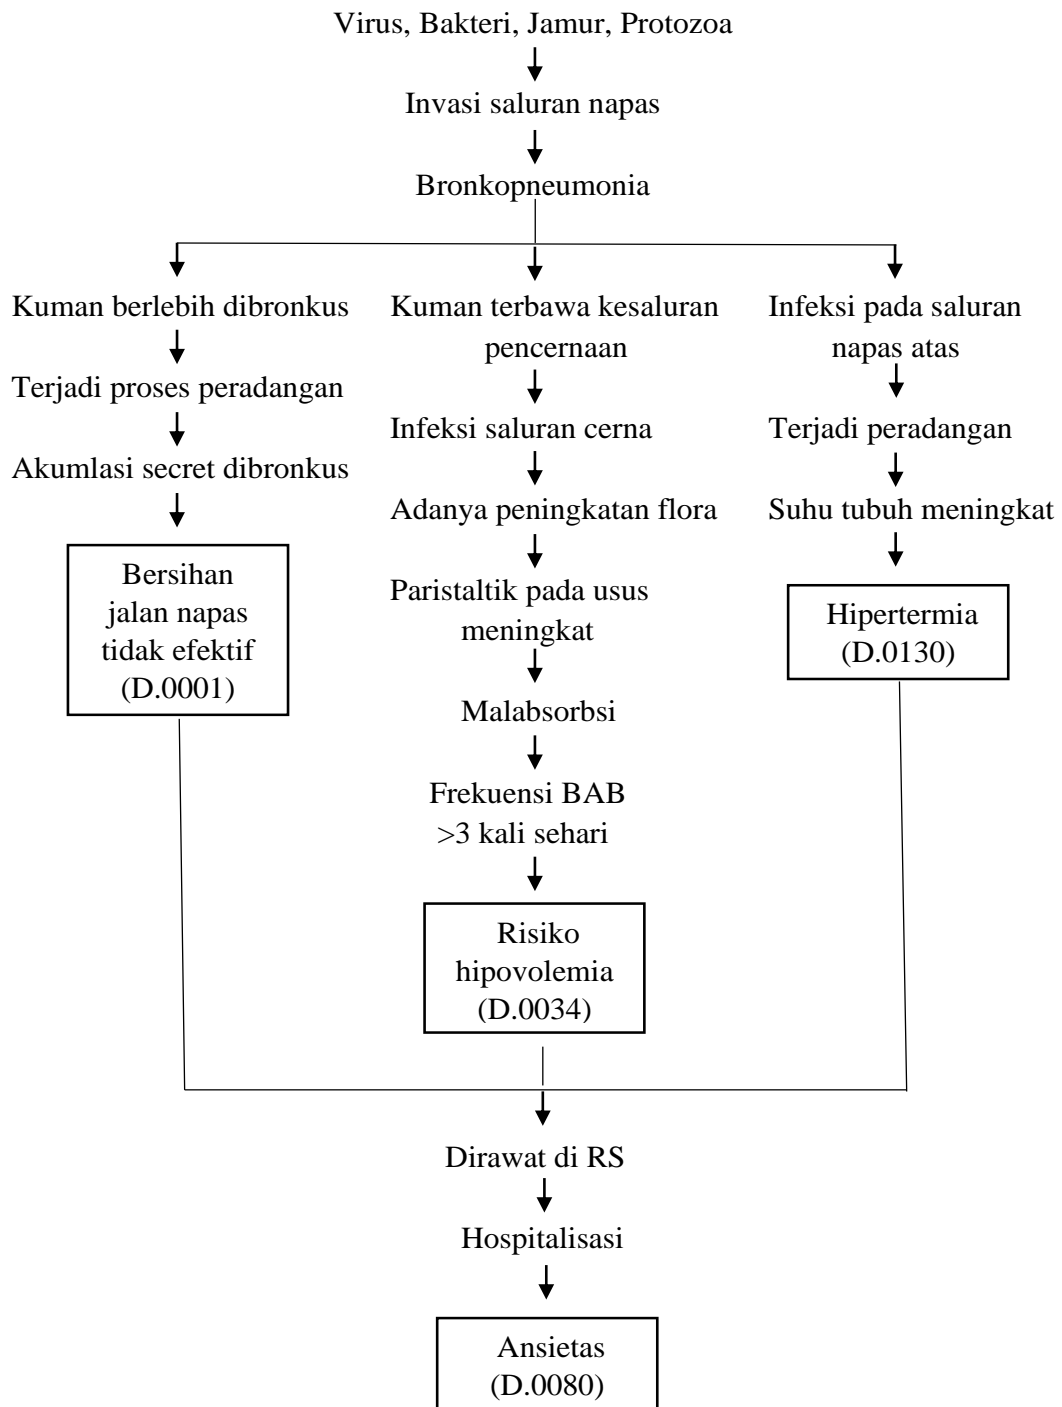 Virus, Bakteri, Jamur, Protozoa
Invasi saluran napas
Bronkopneumonia
Kuman berlebih dibronkus
Terjadi proses peradangan
Akumlasi secret dibronkus
Bersihan
jalan napas
tidak efektif
(D.0001)
Kuman terbawa kesaluran
pencernaan
Infeksi saluran cerna
Adanya peningkatan flora
Paristaltik pada usus
meningkat
Malabsorbsi
Frekuensi BAB
>3 kali sehari
Risiko
hipovolemia
(D.0034)
Infeksi pada saluran
napas atas
Terjadi peradangan
Suhu tubuh meningkat
Hipertermia
(D.0130)
Dirawat di RS
Hospitalisasi
Ansietas
(D.0080)